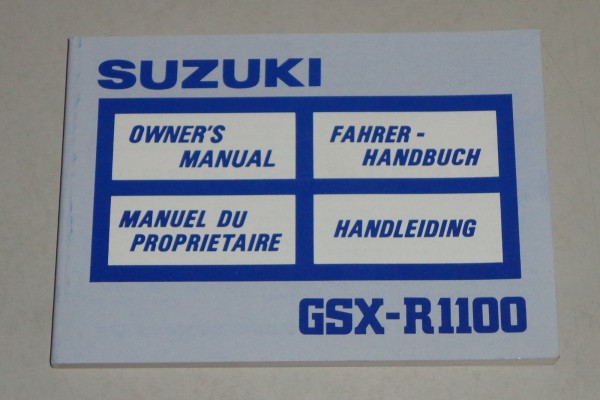 SUZUKI
OWNER'S
MANUAL
FAHRER-
HANDBUCH
MANUEL DU
PROPRIETAIRE
HANDLEIDING
GSX-R1100